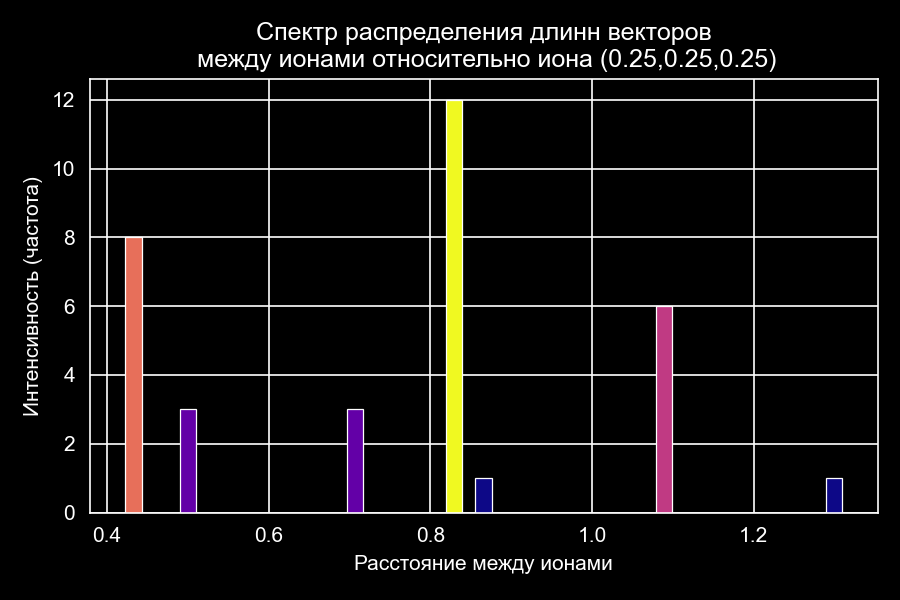 Спектр распределения длинн векторов
между ионами относительно иона (0.25,0.25,0.25)
Интенсивность (частота)
12
10
8
6
4
2
0
0.4 0.6 0.8 1.0 1.2
Расстояние между ионами